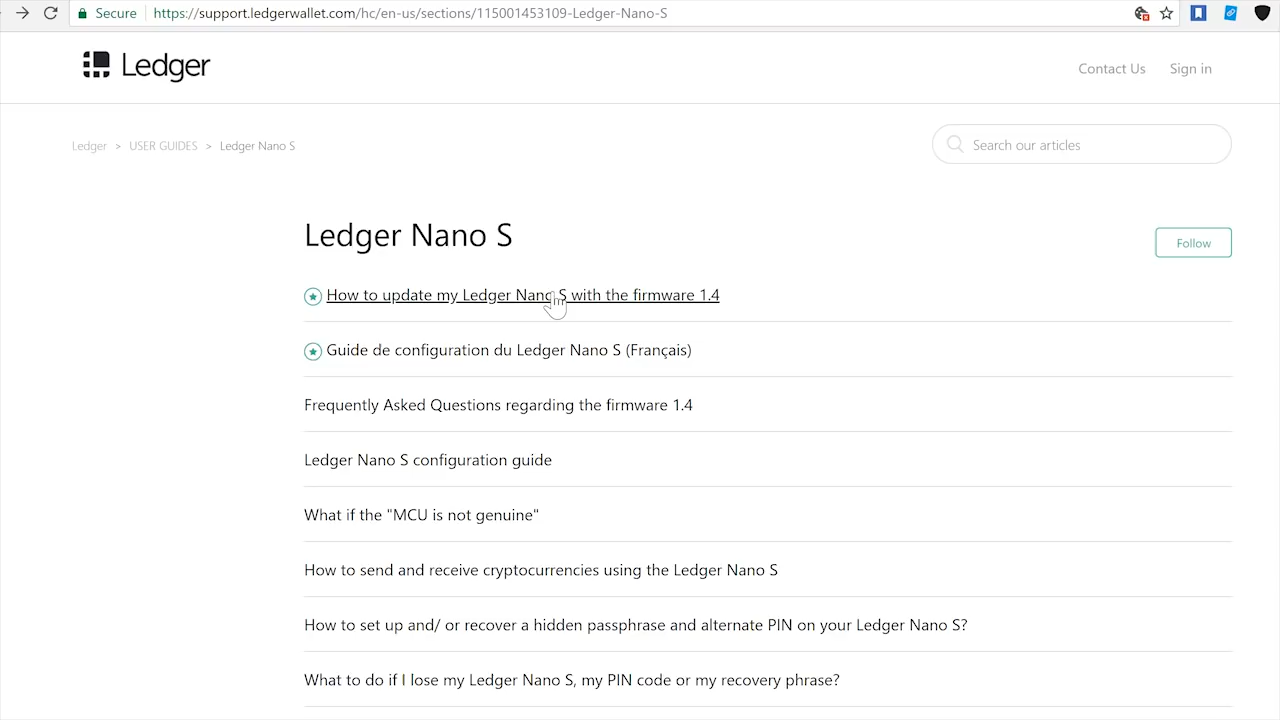 Secure https://support.ledgerwallet.com/hc/en-us/sections/115001453109-Ledger-Nano-S
Ledger
Contact Us Sign in
Ledger > USER GUIDES > Ledger Nano S
Search our articles
Ledger Nano S
Follow
How to update my Ledger Nano S with the firmware 1.4
Guide de configuration du Ledger Nano S (Français)
Frequently Asked Questions regarding the firmware 1.4
Ledger Nano S configuration guide
What if the "MCU is not genuine"
How to send and receive cryptocurrencies using the Ledger Nano S
How to set up and/ or recover a hidden passphrase and alternate PIN on your Ledger Nano S?
What to do if I lose my Ledger Nano S, my PIN code or my recovery phrase?